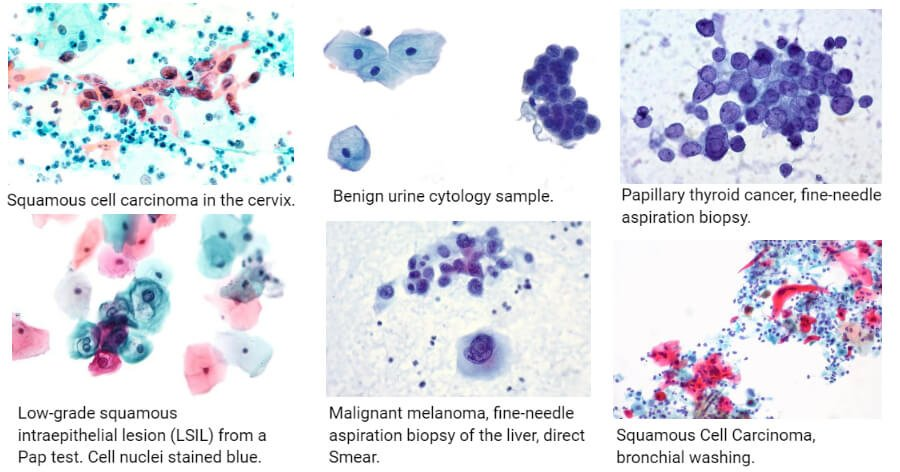 Squamous cell carcinoma in the cervix.
Benign urine cytology sample.
Papillary thyroid cancer, fine-needle
aspiration biopsy.
Low-grade squamous
intraepithelial lesion (LSIL) from a
Pap test. Cell nuclei stained blue.
Malignant melanoma, fine-needle
aspiration biopsy of the liver, direct
Smear.
Squamous Cell Carcinoma,
bronchial washing.